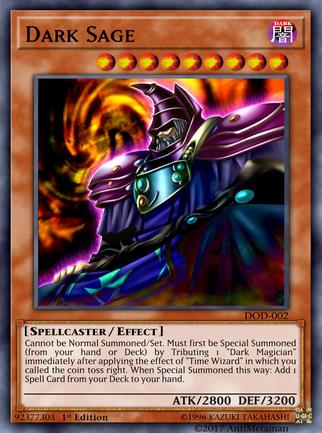 Dark Sage
DARK
闇
DOD-002
[Spellcaster / Effect]
Cannot be Normal Summoned/Set. Must first be Special Summoned
(from your hand or Deck) by Tributing 1 "Dark Magician"
immediately after applying the effect of "Time Wizard" in which you
called the coin toss right. When Special Summoned this way: Add 1
Spell Card from your Deck to your hand.
ATK/2800 DEF/3200
92377303 1st Edition ©1996 KAZUKI TAKAHASHI
©2017 AntiMetaman